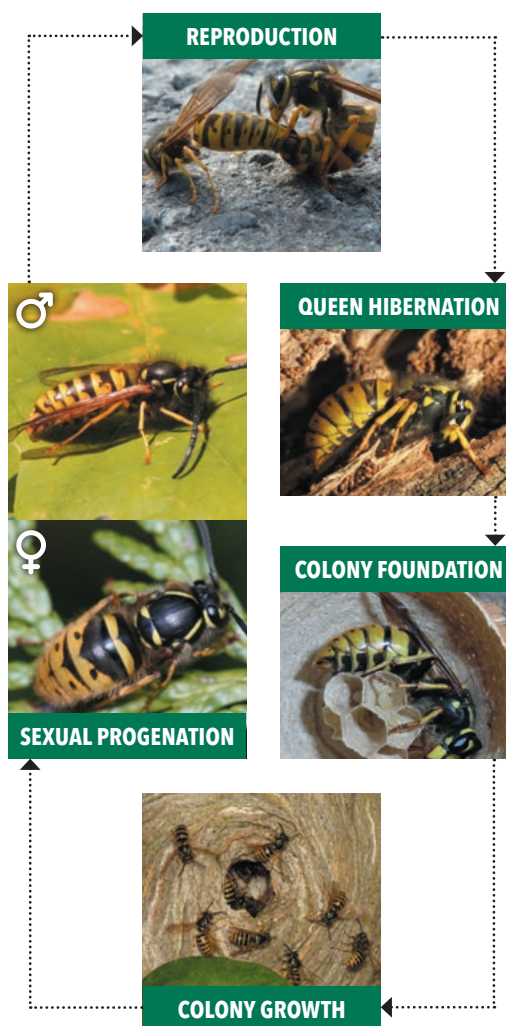 REPRODUCTION
♂
QUEEN HIBERNATION
♀
COLONY FOUNDATION
SEXUAL PROGENATION
COLONY GROWTH